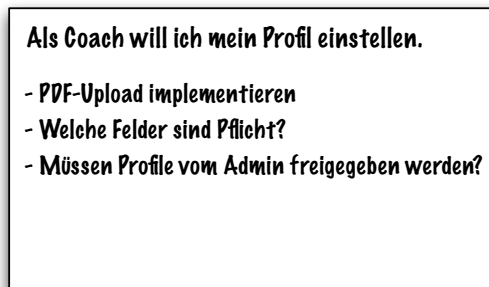 Als Coach will ich mein Profil einstellen.
- PDF-Upload implementieren
- Welche Felder sind Pflicht?
- Müssen Profile vom Admin freigegeben werden?